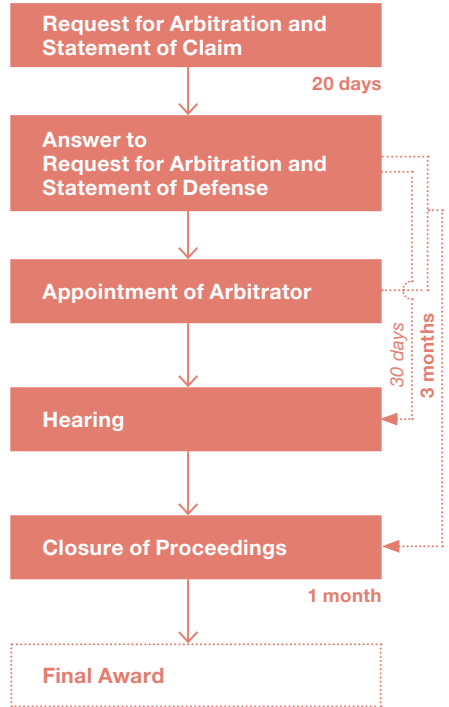 Request for Arbitration and
Statement of Claim
20 days
Answer to
Request for Arbitration and
Statement of Defense
Appointment of Arbitrator
30 days
3 months
Hearing
Closure of Proceedings
1 month
Final Award